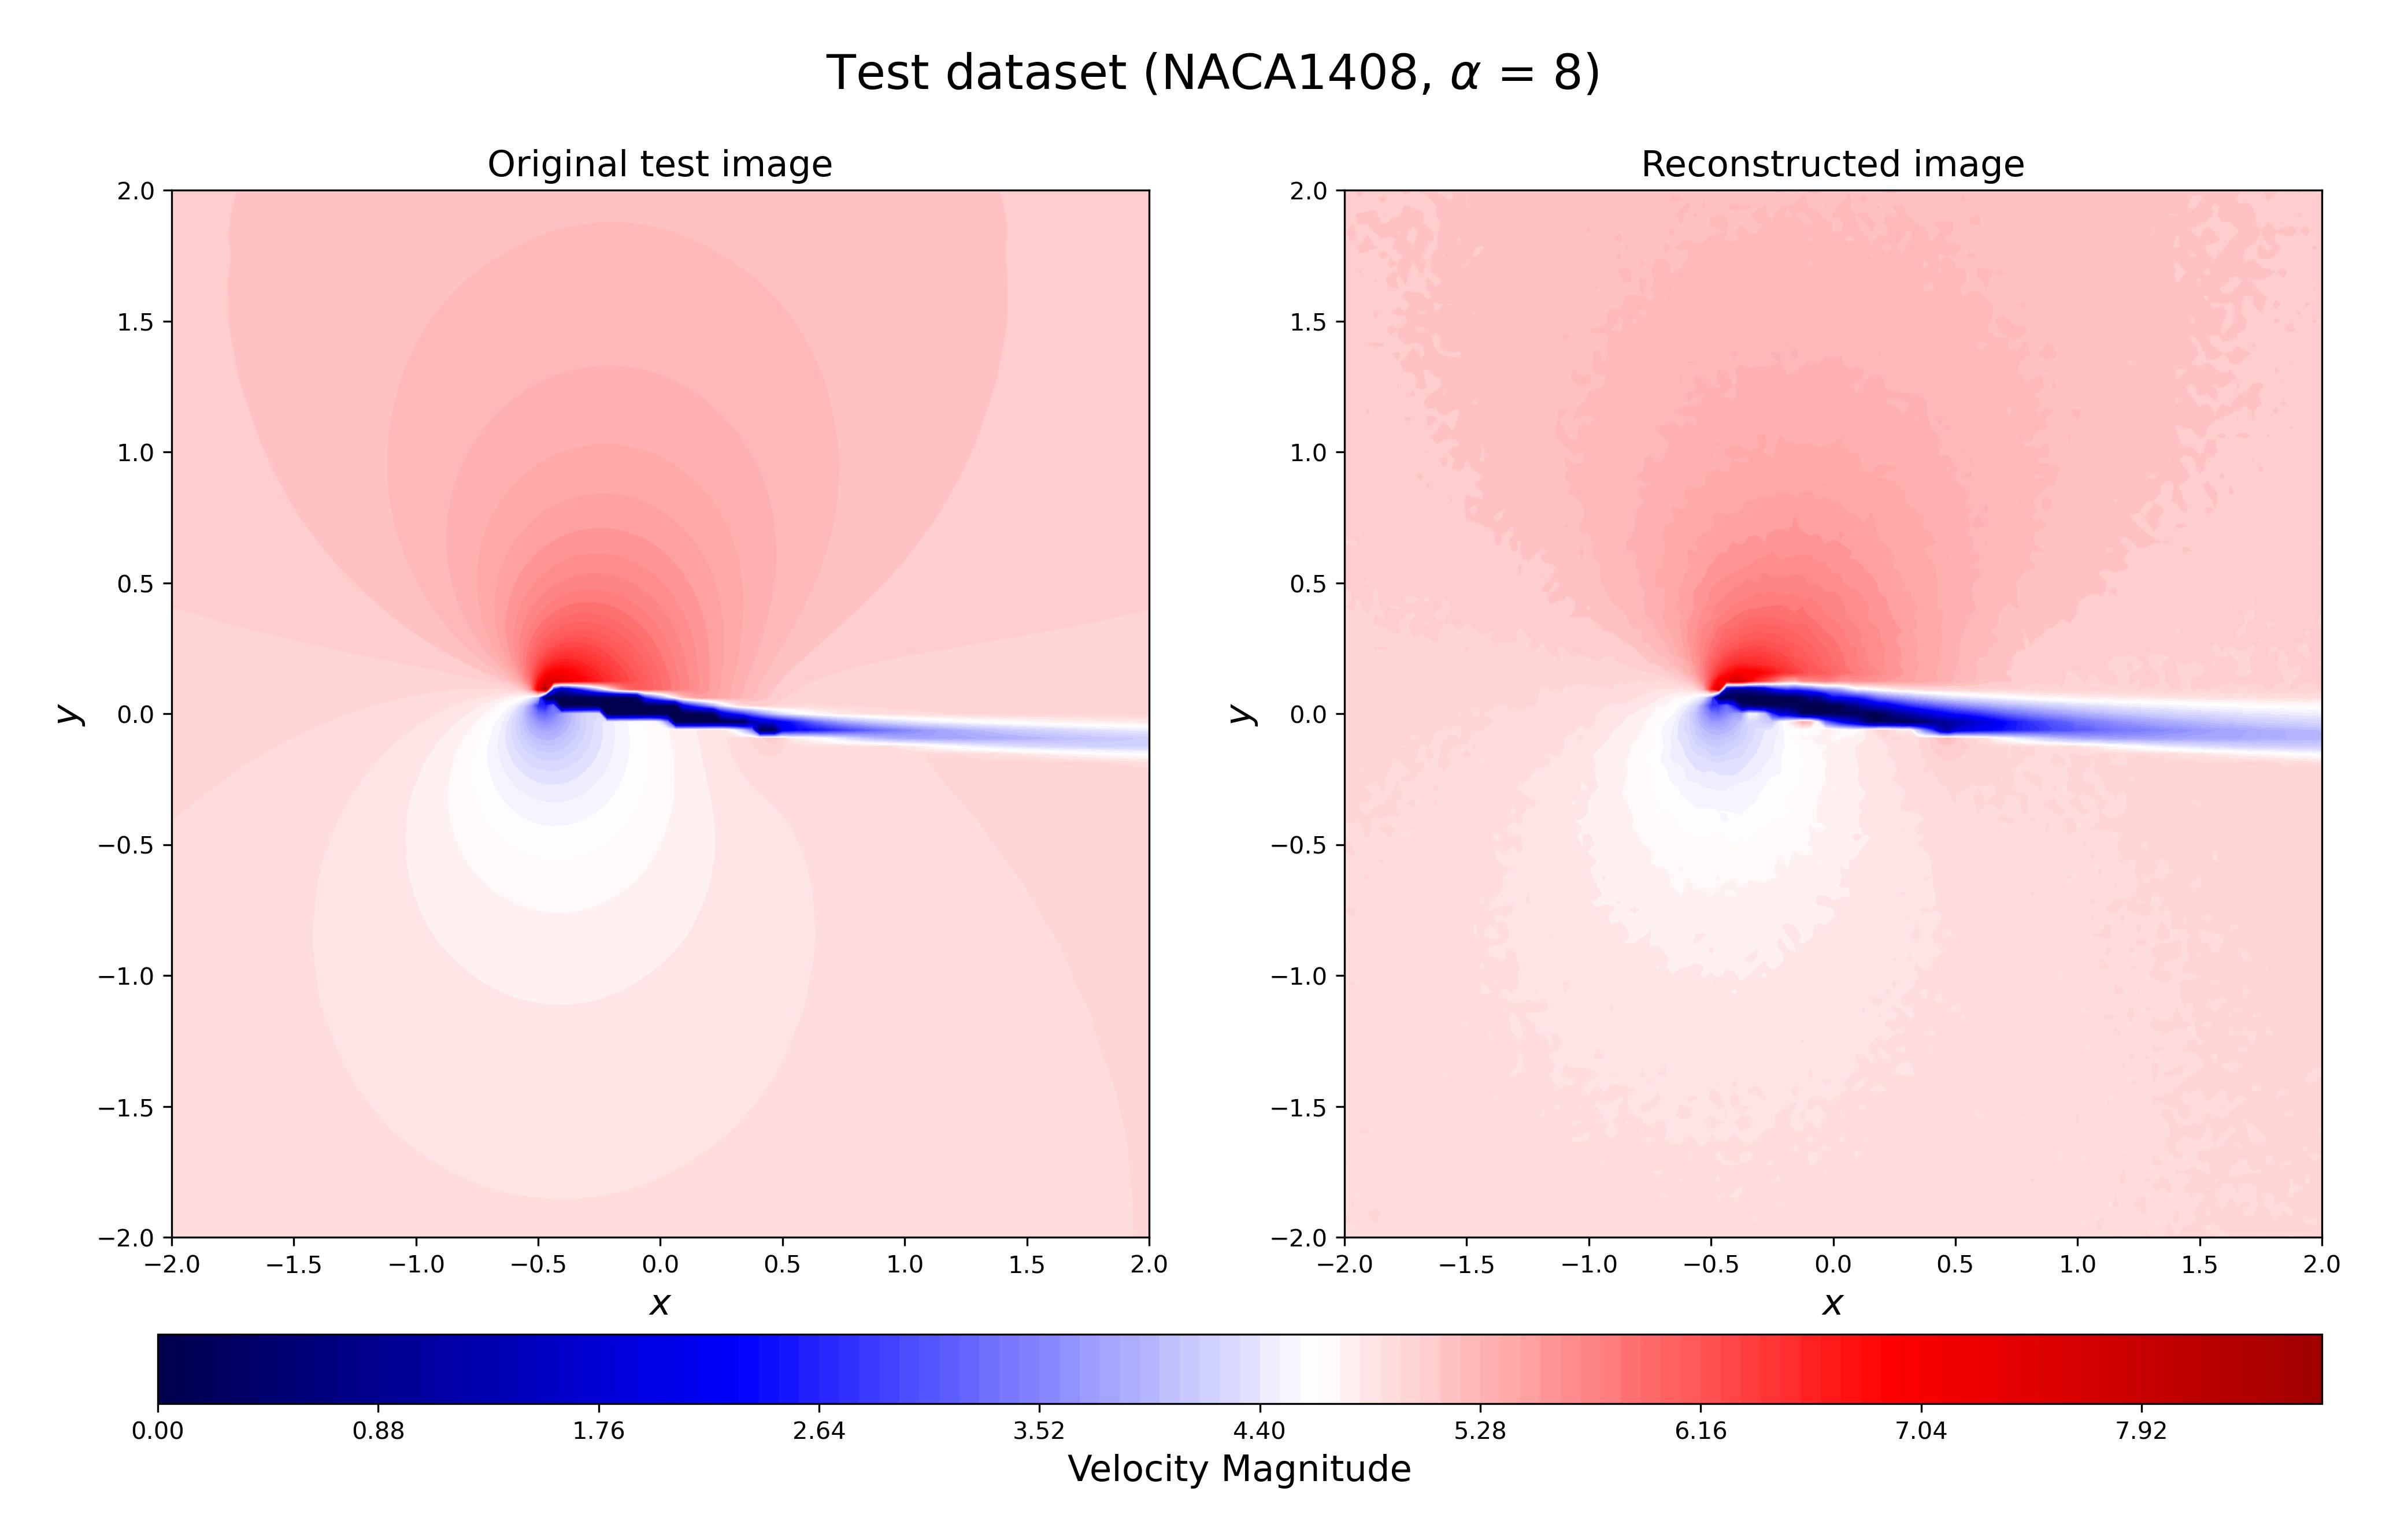 Test dataset (NACA1408, α = 8)
Original test image
2.0
1.5
1.0
0.5
0.0
−0.5
−1.0
−1.5
−2.0
y
−2.0 −1.5 −1.0 −0.5 0.0 0.5 1.0 1.5 2.0
x
Reconstructed image
2.0
1.5
1.0
0.5
0.0
−0.5
−1.0
−1.5
−2.0
y
−2.0 −1.5 −1.0 −0.5 0.0 0.5 1.0 1.5 2.0
x
0.00 0.88 1.76 2.64 3.52 4.40 5.28 6.16 7.04 7.92
Velocity Magnitude